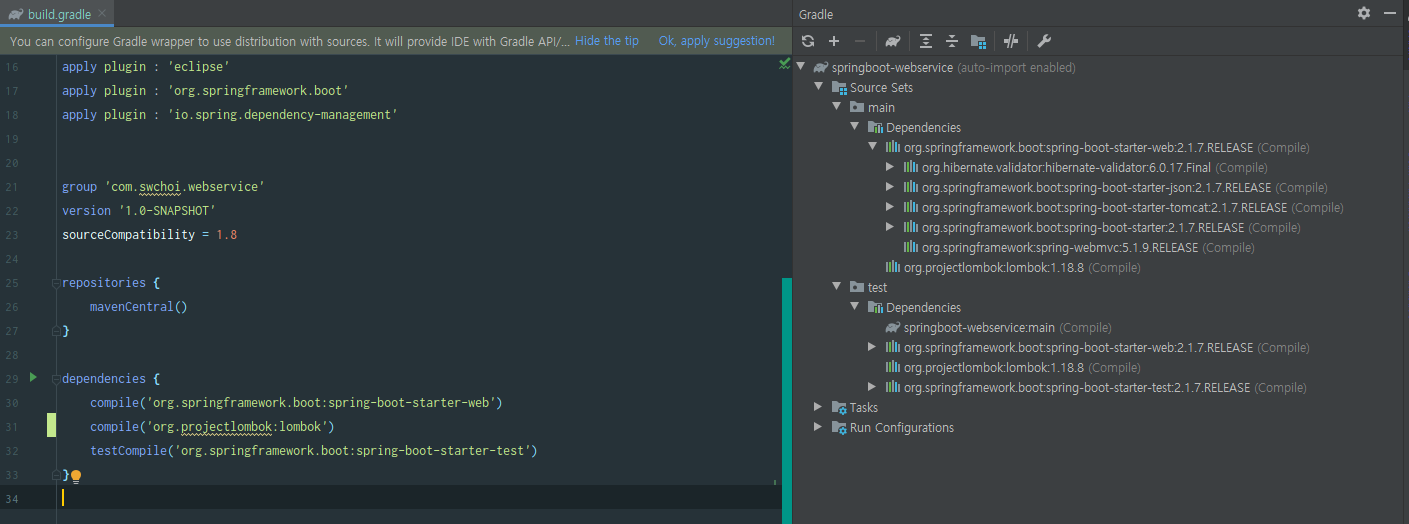 build.gradle
You can configure Gradle wrapper to use distribution with sources. It will provide IDE with Gradle API/... Hide the tip Ok, apply suggestion!
16 apply plugin : 'eclipse'
17 apply plugin : 'org.springframework.boot'
18 apply plugin : 'io.spring.dependency-management'
19
20
21 group 'com.swchoi.webservice'
22 version '1.0-SNAPSHOT'
23 sourceCompatibility = 1.8
24
25 repositories {
26 mavenCentral()
27 }
28
29 dependencies {
30 compile('org.springframework.boot:spring-boot-starter-web')
31 compile('org.projectlombok:lombok')
32 testCompile('org.springframework.boot:spring-boot-starter-test')
33 }
34
Gradle
springboot-webservice (auto-import enabled)
Source Sets
main
Dependencies
org.springframework.boot:spring-boot-starter-web:2.1.7.RELEASE (Compile)
org.hibernate.validator:hibernate-validator:6.0.17.Final (Compile)
org.springframework.boot:spring-boot-starter-json:2.1.7.RELEASE (Compile)
org.springframework.boot:spring-boot-starter-tomcat:2.1.7.RELEASE (Compile)
org.springframework.boot:spring-boot-starter:2.1.7.RELEASE (Compile)
org.springframework:spring-webmvc:5.1.9.RELEASE (Compile)
org.projectlombok:lombok:1.18.8 (Compile)
test
Dependencies
springboot-webservice:main (Compile)
org.springframework.boot:spring-boot-starter-web:2.1.7.RELEASE (Compile)
org.projectlombok:lombok:1.18.8 (Compile)
org.springframework.boot:spring-boot-starter-test:2.1.7.RELEASE (Compile)
Tasks
Run Configurations